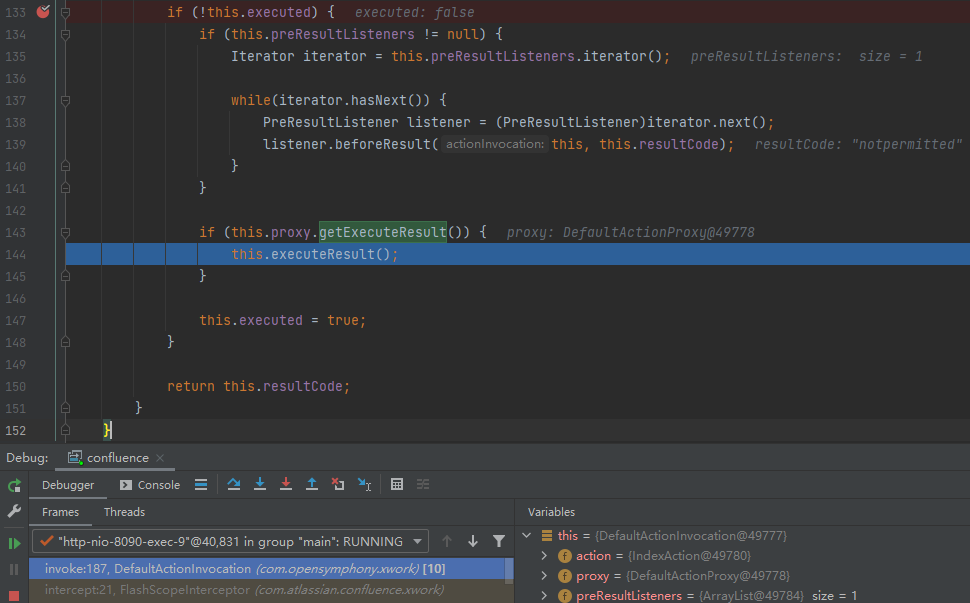 133 if (!this.executed) { executed: false
134 if (this.preResultListeners != null) {
135 Iterator iterator = this.preResultListeners.iterator(); preResultListeners: size = 1
136
137 while(iterator.hasNext()) {
138 PreResultListener listener = (PreResultListener)iterator.next();
139 listener.beforeResult( actionInvocation: this, this.resultCode); resultCode: "notpermitted"
140 }
141 }
142
143 if (this.proxy.getExecuteResult()) { proxy: DefaultActionProxy@49778
144 this.executeResult();
145 }
146
147 this.executed = true;
148 }
149
150 return this.resultCode;
151 }
152 }
Debug: confluence
Debugger Console
Frames Threads Variables
"http-nio-8090-exec-9"@40,831 in group "main": RUNNING
invoke:187, DefaultActionInvocation (com.opensymphony.xwork) [10]
intercept:21, FlashScopeInterceptor (com.atlassian.confluence.xwork)
this = {DefaultActionInvocation@49777}
action = {IndexAction@49780}
proxy = {DefaultActionProxy@49778}
preResultListeners = {ArrayList@49784} size = 1